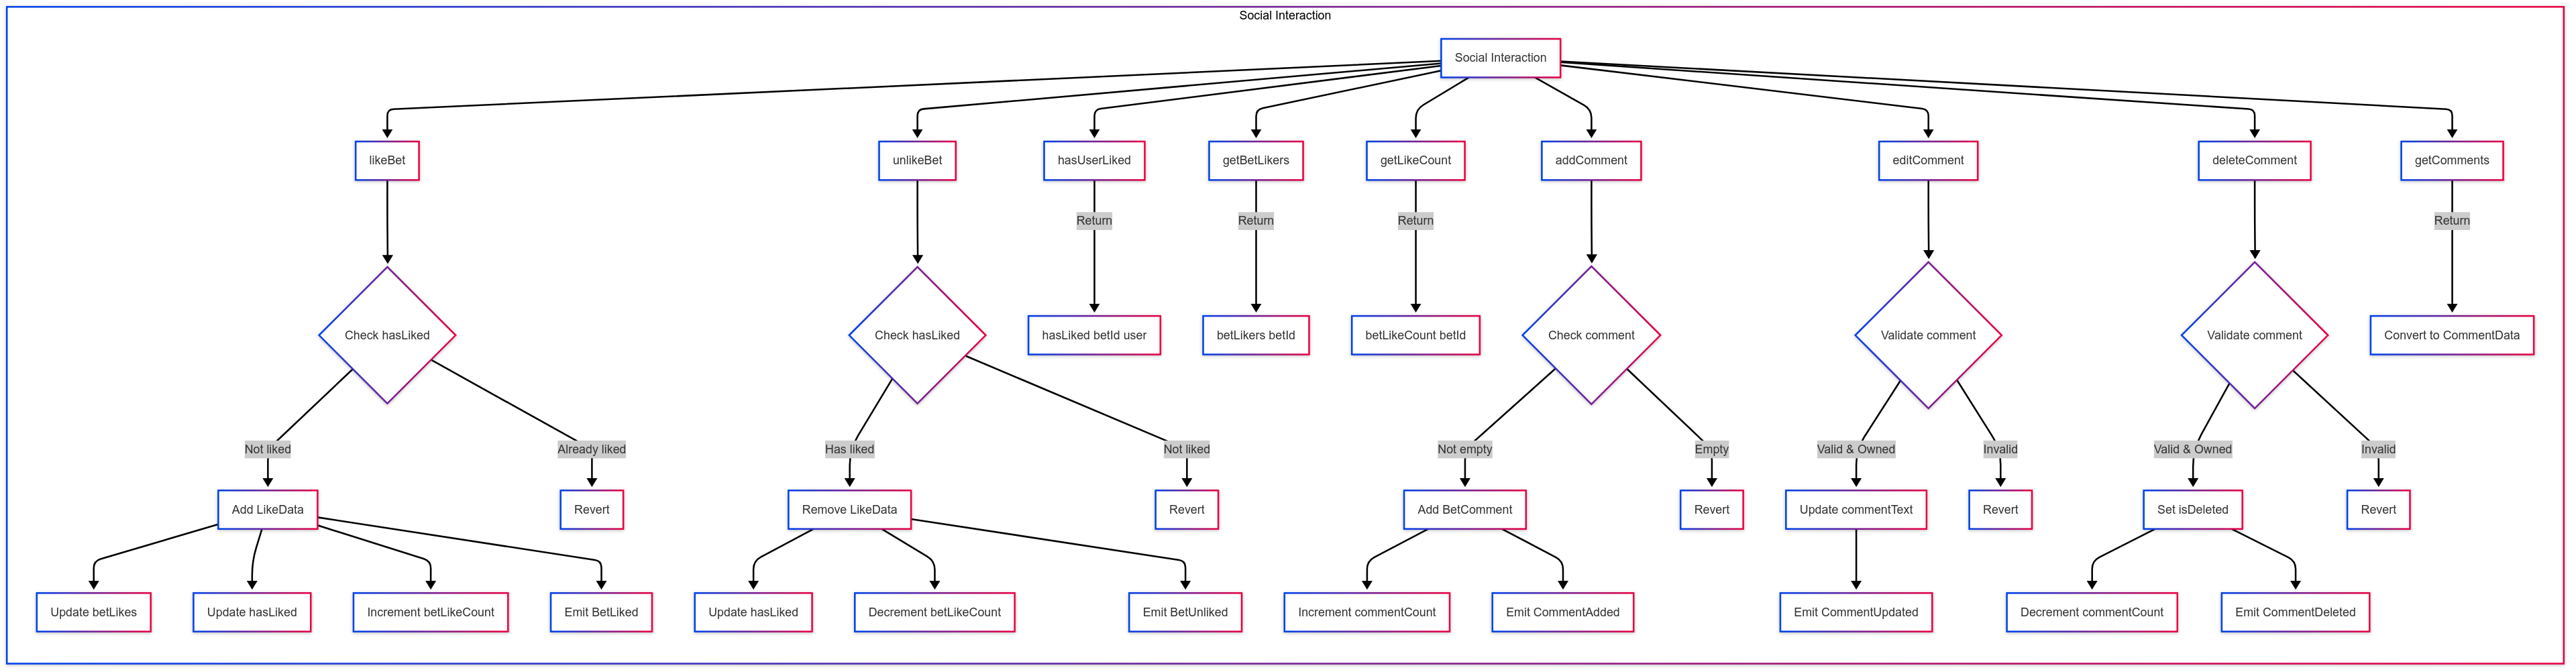 Social Interaction
Social Interaction
likeBet
unlikeBet
hasUserLiked
getBetLikers
getLikeCount
addComment
editComment
deleteComment
getComments
Return
Return
Return
Return
Check hasLiked
Check hasLiked
hasLiked betId user
betLikers betId
betLikeCount betId
Check comment
Validate comment
Validate comment
Convert to CommentData
Not liked
Already liked
Has liked
Not liked
Not empty
Empty
Valid & Owned
Invalid
Valid & Owned
Invalid
Add LikeData
Revert
Remove LikeData
Revert
Add BetComment
Revert
Update commentText
Revert
Set isDeleted
Revert
Update betLikes
Update hasLiked
Increment betLikeCount
Emit BetLiked
Update hasLiked
Decrement betLikeCount
Emit BetUnliked
Increment commentCount
Emit CommentAdded
Emit CommentUpdated
Decrement commentCount
Emit CommentDeleted